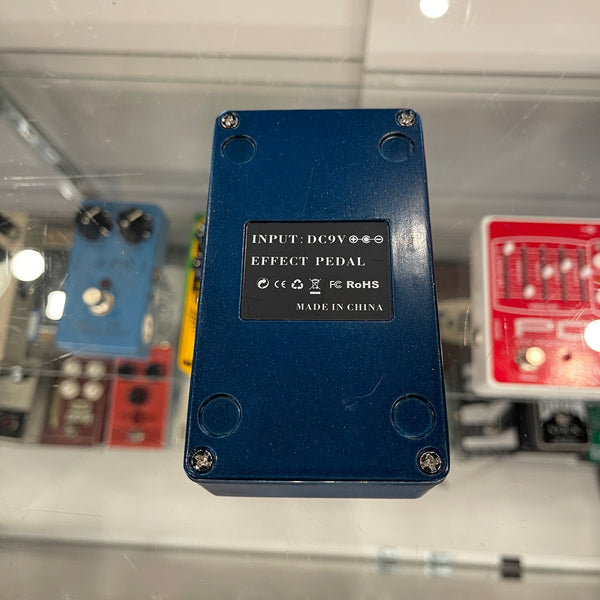 INPUT: DC9V
EFFECT PEDAL
CE FC RoHS
MADE IN CHINA